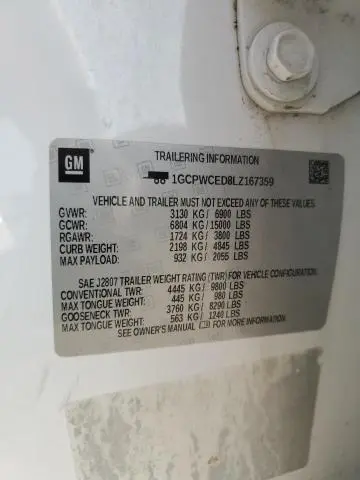 GM
TRAILERING INFORMATION
1GCPWCED8LZ167359
VEHICLE AND TRAILER MUST NOT EXCEED ANY OF THESE VALUES
GVWR: 3130 KG/ 6900 LBS
GCWR: 6804 KG/15000 LBS
RGAWR: 1724 KG/ 3800 LBS
CURB WEIGHT: 2198 KG/ 4845 LBS
MAX PAYLOAD: 932 KG/ 2055 LBS
SAE J2807 TRAILER WEIGHT RATING (TWR) FOR VEHICLE CONFIGURATION.
CONVENTIONAL TWR: 4445 KG/ 9800 LBS
MAX TONGUE WEIGHT: 445 KG/ 980 LBS
GOOSENECK TWR: 3760 KG/ 8290 LBS
MAX TONGUE WEIGHT: 563 KG/ 1240 LBS
SEE OWNER'S MANUAL FOR MORE INFORMATION